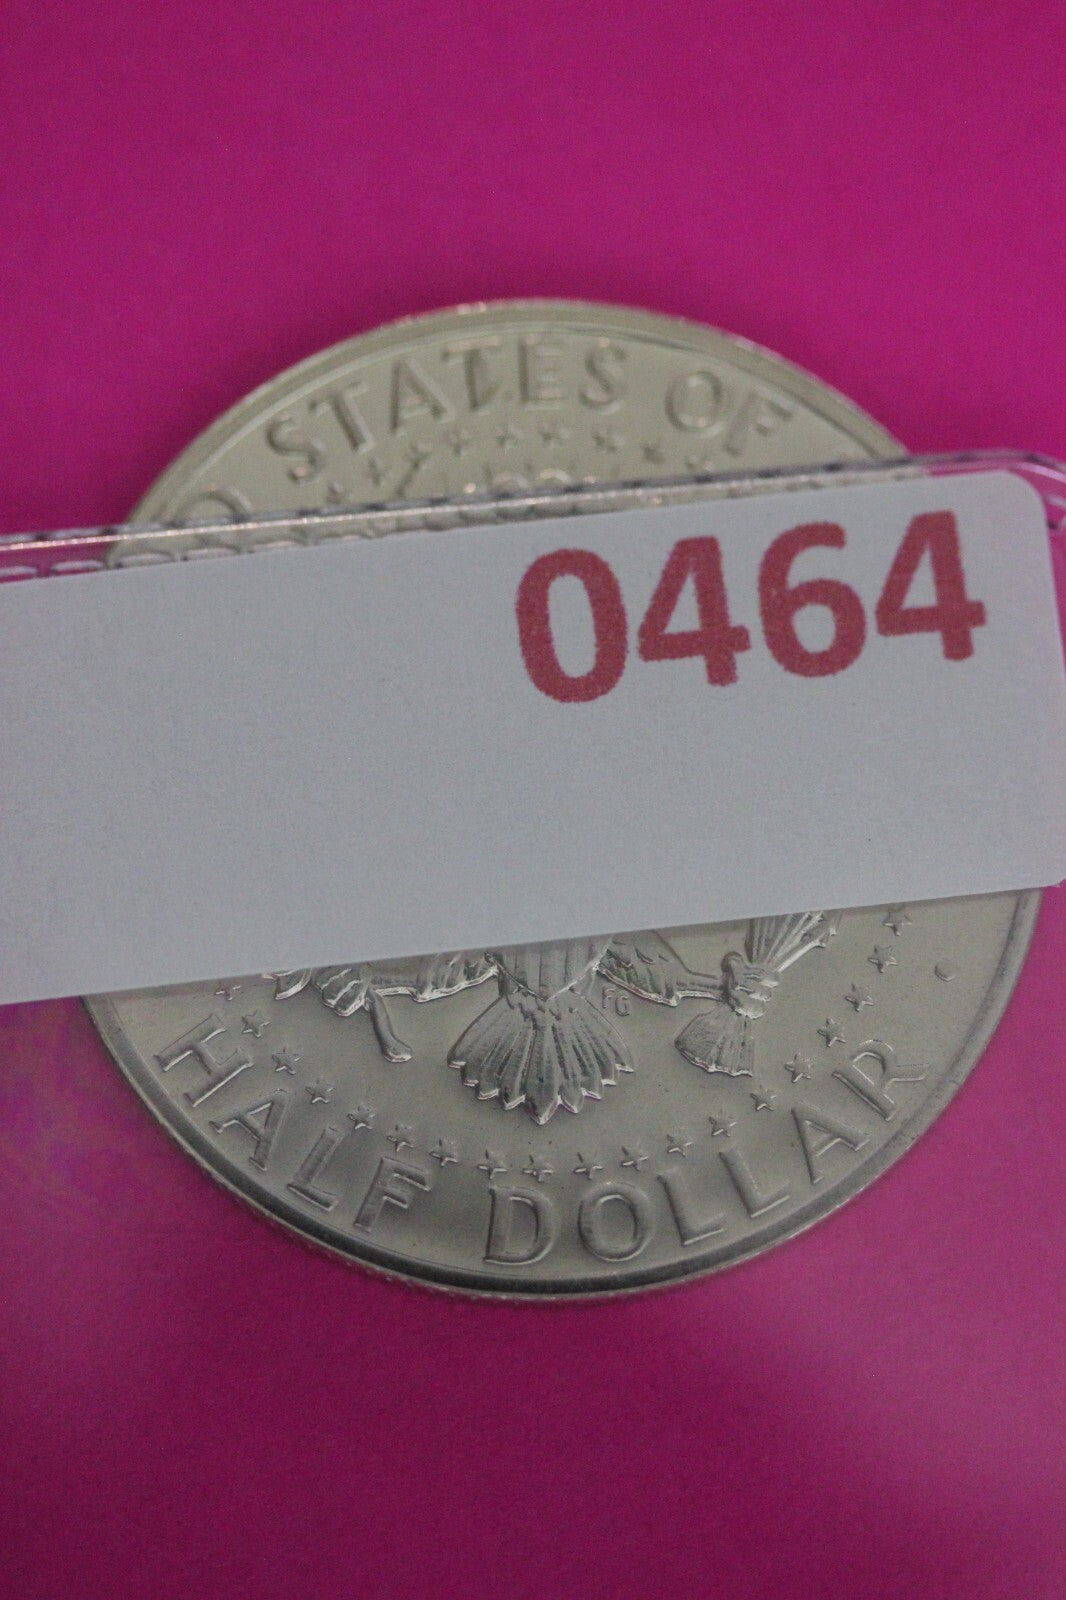 STATES OF
0464
FG
HALF DOLLAR